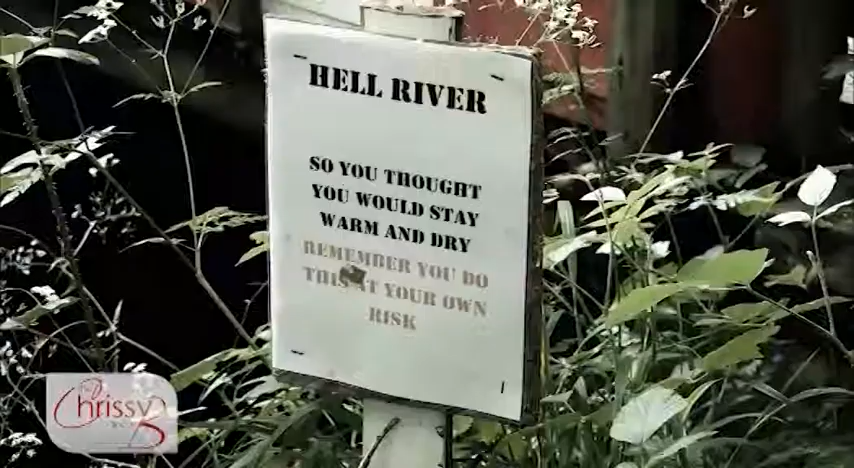 HELL RIVER
SO YOU THOUGHT
YOU WOULD STAY
WARM AND DRY
REMEMBER YOU DO
THIS AT YOUR OWN
RISK
Chrissy